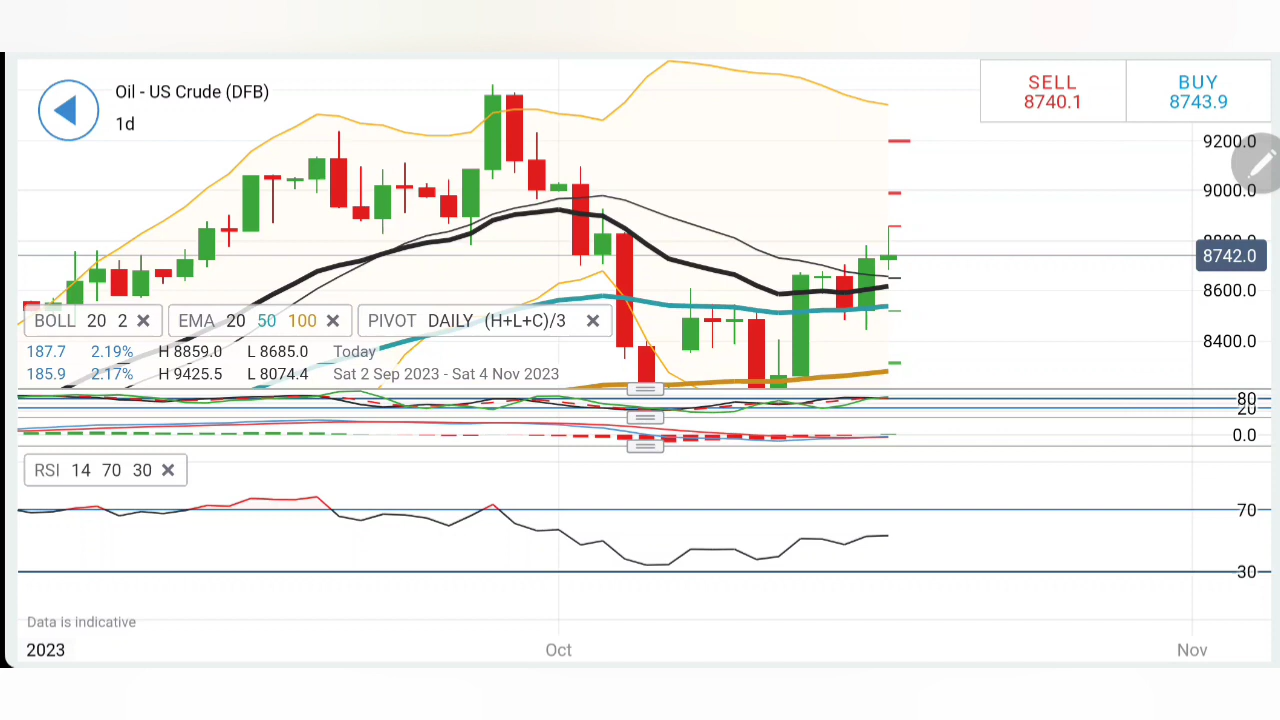 Oil - US Crude (DFB)
1d
SELL
8740.1
BUY
8743.9
9200.0
9000.0
8742.0
8600.0
8400.0
BOLL 20 2
EMA 20 50 100
PIVOT DAILY (H+L+C)/3
187.7 2.19% H 8859.0 L 8685.0 Today
185.9 2.17% H 9425.5 L 8074.4 Sat 2 Sep 2023 - Sat 4 Nov 2023
80
20
0.0
RSI 14 70 30
70
30
Data is indicative
2023 Oct Nov